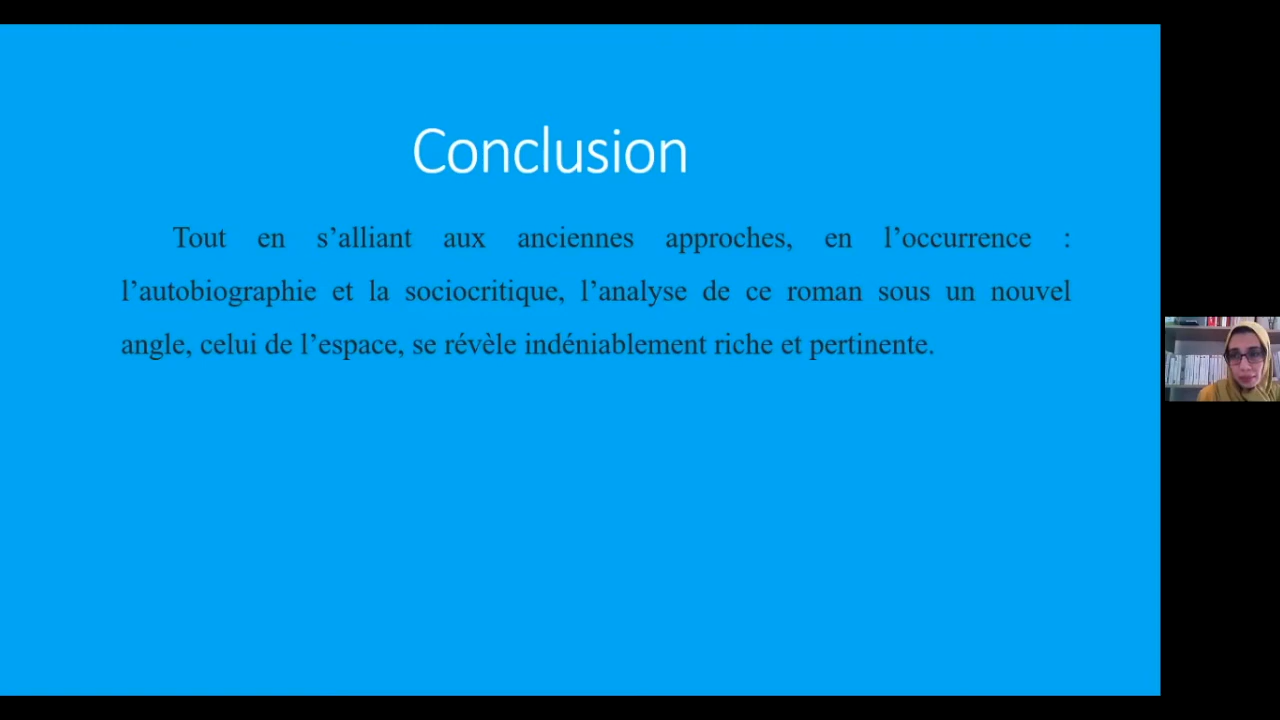 Conclusion
Tout en s’alliant aux anciennes approches, en l’occurrence :
l’autobiographie et la sociocritique, l’analyse de ce roman sous un nouvel
angle, celui de l’espace, se révèle indéniablement riche et pertinente.